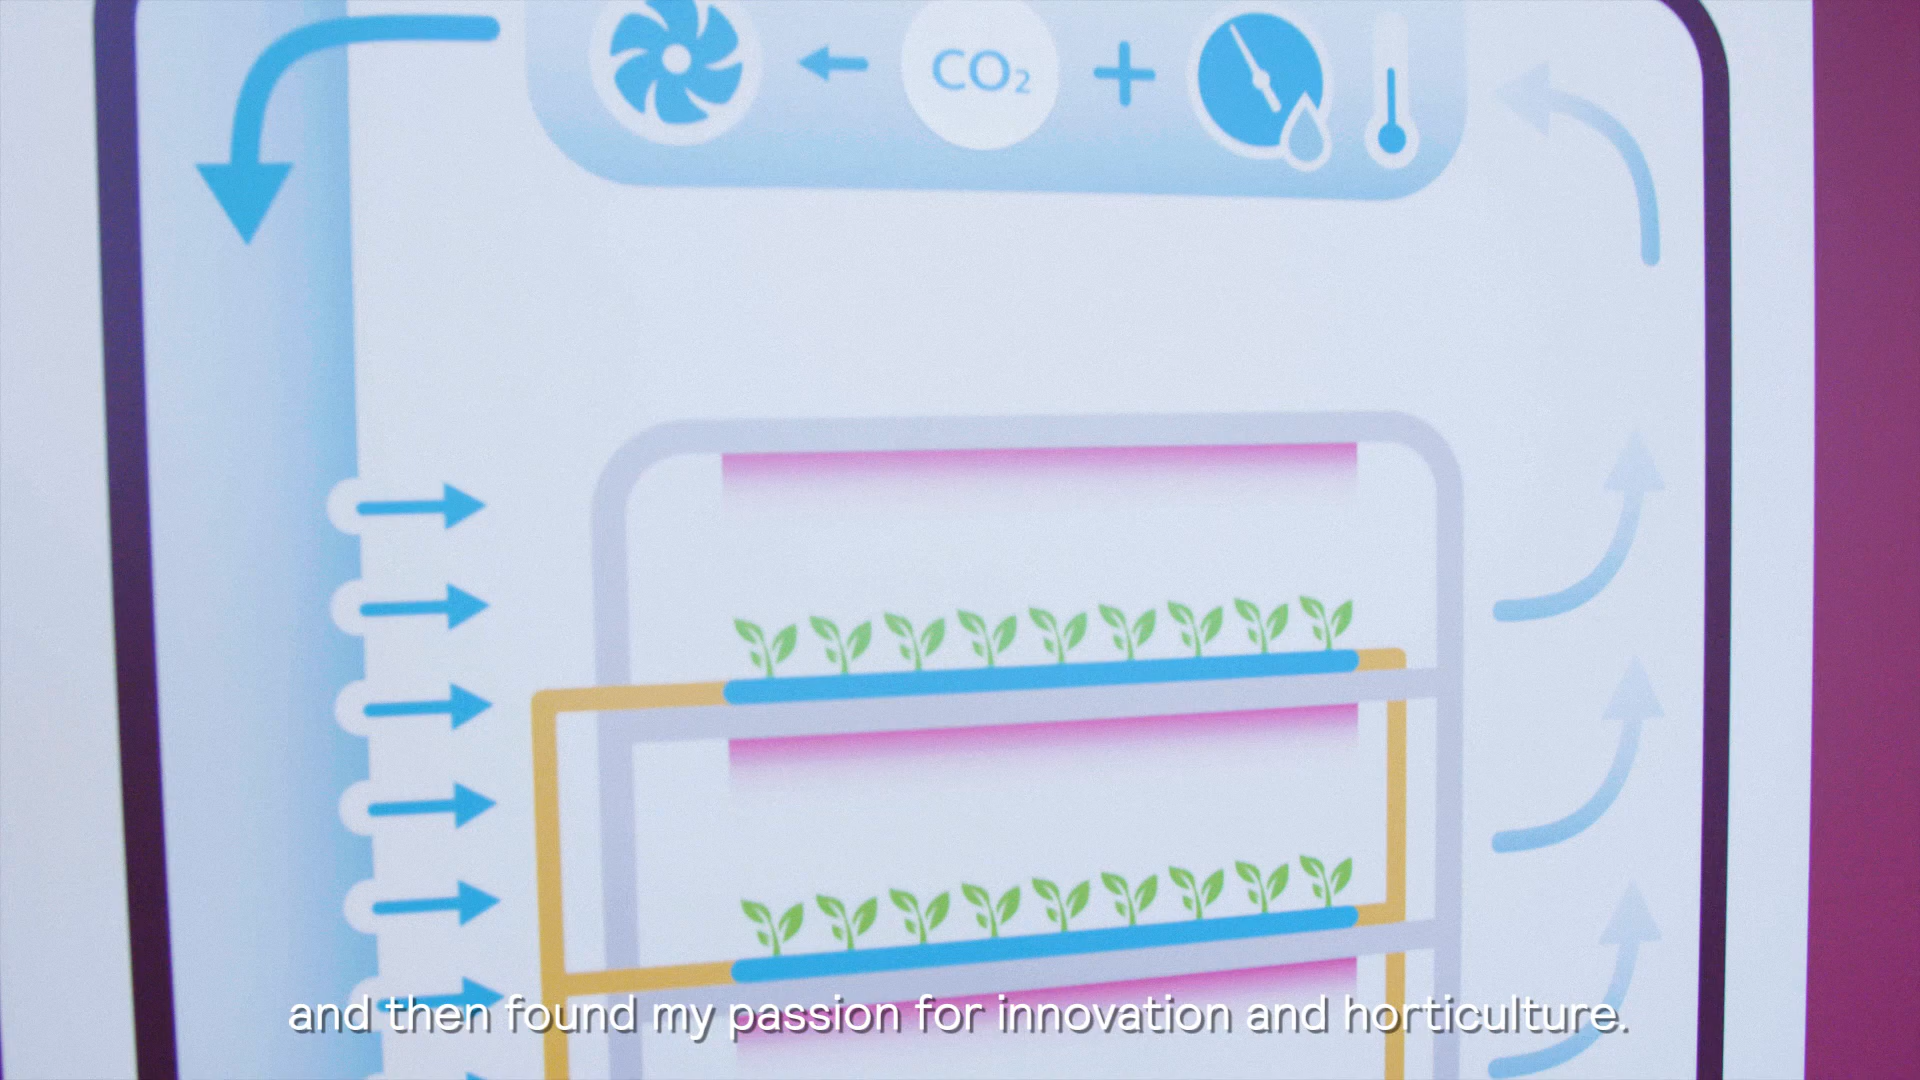 CO₂
and then found my passion for innovation and horticulture.